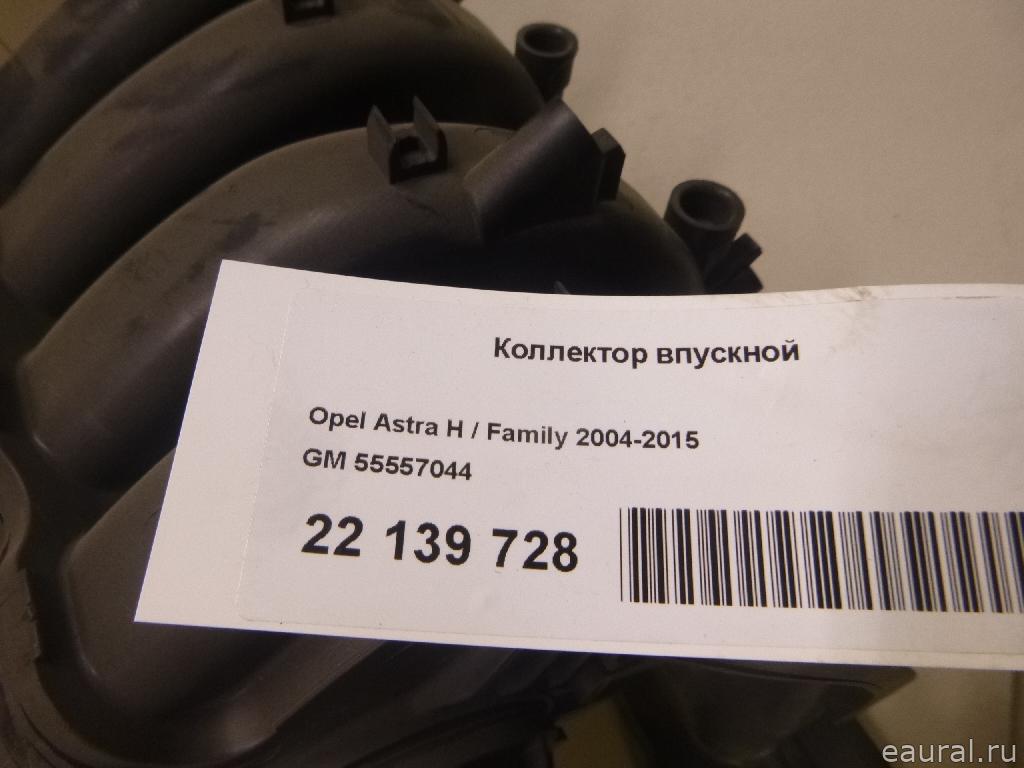 Коллектор впускной
Opel Astra H / Family 2004-2015
GM 55557044
22 139 728
eaural.ru